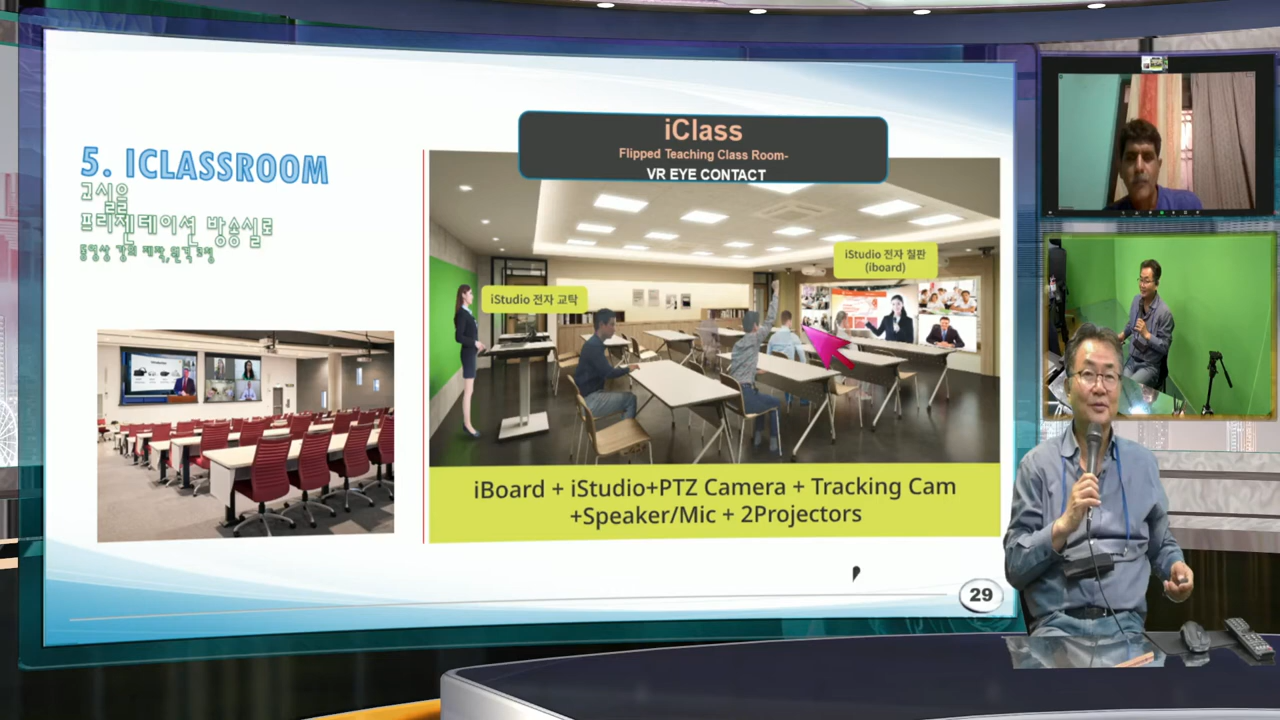 5. ICLASSROOM
교실을
프리젠테이션 방송실로
iClass
Flipped Teaching Class Room-
VR EYE CONTACT
iStudio 전자 교탁
iStudio 전자 칠판
(iboard)
iBoard + iStudio+PTZ Camera + Tracking Cam
+Speaker/Mic + 2Projectors
29